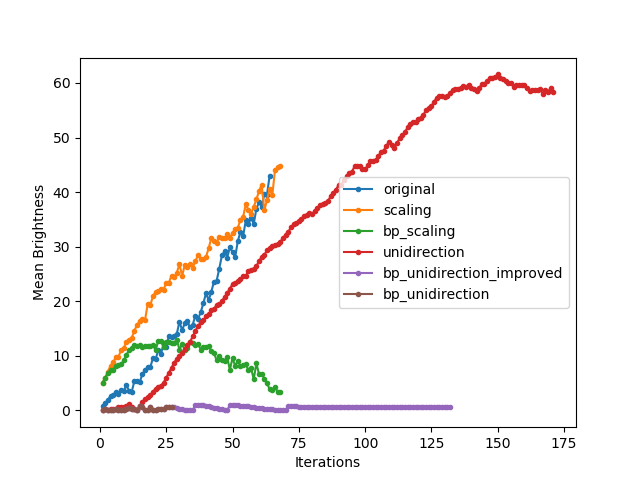 60
50
40
30
20
10
0
Mean Brightness
original
scaling
bp_scaling
unidirection
bp_unidirection_improved
bp_unidirection
0 25 50 75 100 125 150 175
Iterations